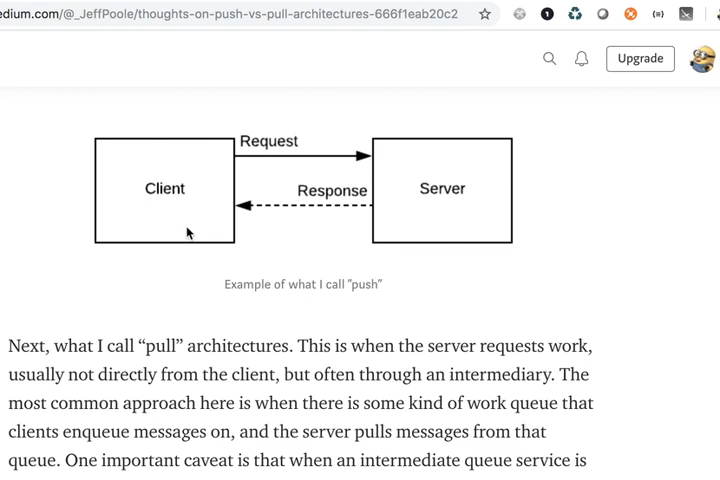 edium.com/@_JeffPoole/thoughts-on-push-vs-pull-architectures-666f1eab20c2
Upgrade
Request
Client
Response
Server
Example of what I call "push"
Next, what I call “pull” architectures. This is when the server requests work,
usually not directly from the client, but often through an intermediary. The
most common approach here is when there is some kind of work queue that
clients enqueue messages on, and the server pulls messages from that
queue. One important caveat is that when an intermediate queue service is